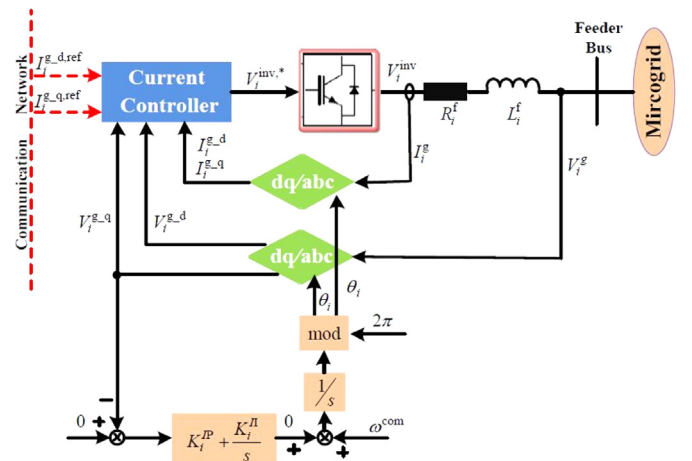 Communication Network
I_i^{g_d,ref}
I_i^{g_q,ref}
Current
Controller
V_i^{inv,*}
V_i^{inv}
R_i^f
L_i^f
Feeder
Bus
Mircogrid
I_i^{g_d}
I_i^{g_q}
I_i^g
V_i^g
dq/abc
V_i^{g_q}
V_i^{g_d}
dq/abc
θ_i
θ_i
mod
2π
1/s
0
+
−
K_i^{IP} + K_i^{II}/s
0
+
+
ω^{com}